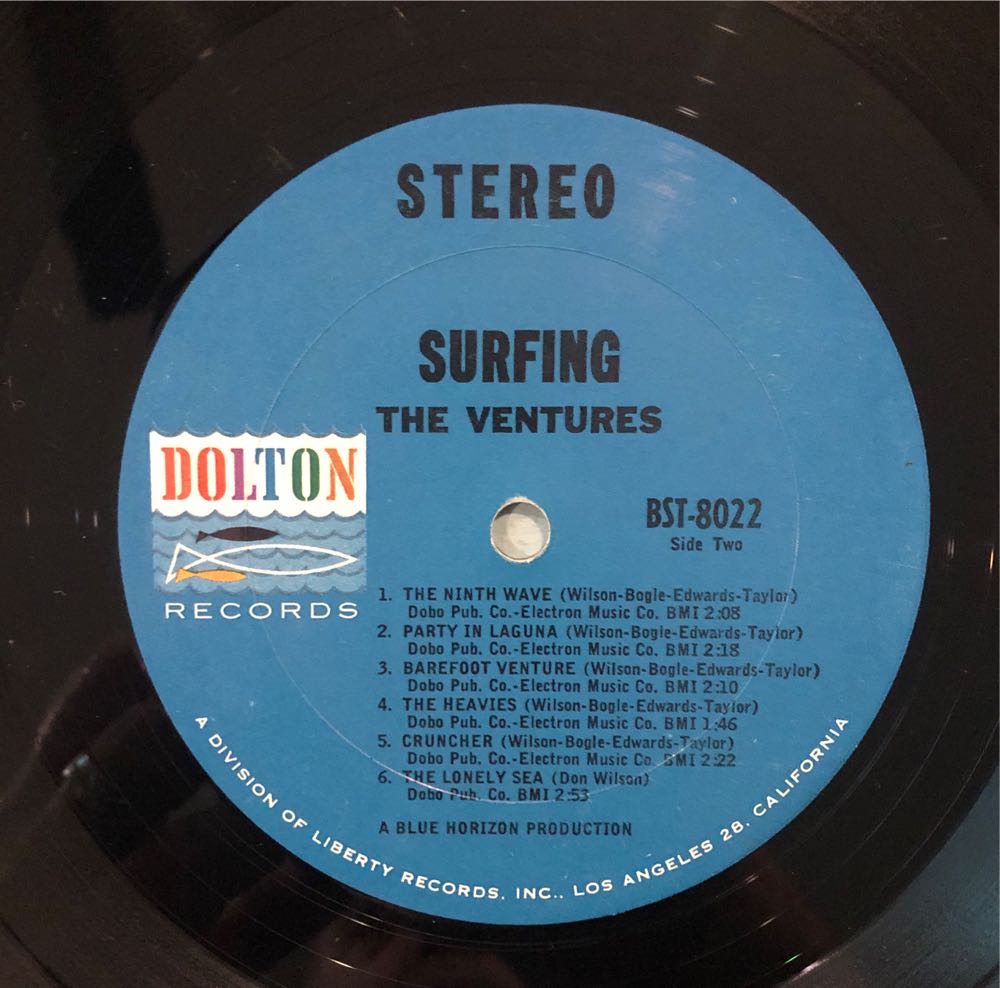 STEREO
SURFING
THE VENTURES
DOLTON
RECORDS
BST-8022
Side Two
1. THE NINTH WAVE (Wilson-Bogle-Edwards-Taylor)
Dobo Pub. Co.-Electron Music Co. BMI 2:08
2. PARTY IN LAGUNA (Wilson-Bogle-Edwards-Taylor)
Dobo Pub. Co.-Electron Music Co. BMI 2:18
3. BAREFOOT VENTURE (Wilson-Bogle-Edwards-Taylor)
Dobo Pub. Co.-Electron Music Co. BMI 2:10
4. THE HEAVIES (Wilson-Bogle-Edwards-Taylor)
Dobo Pub. Co.-Electron Music Co. BMI 1:46
5. CRUNCHER (Wilson-Bogle-Edwards-Taylor)
Dobo Pub. Co.-Electron Music Co. BMI 2:22
6. THE LONELY SEA (Don Wilson)
Dobo Pub. Co. BMI 2:53
A BLUE HORIZON PRODUCTION
A DIVISION OF LIBERTY RECORDS, INC., LOS ANGELES 28, CALIFORNIA